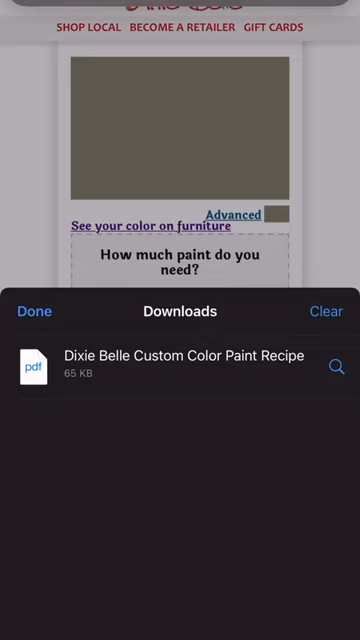 SHOP LOCAL BECOME A RETAILER GIFT CARDS
Advanced
See your color on furniture
How much paint do you
need?
Done Downloads Clear
pdf
Dixie Belle Custom Color Paint Recipe
65 KB